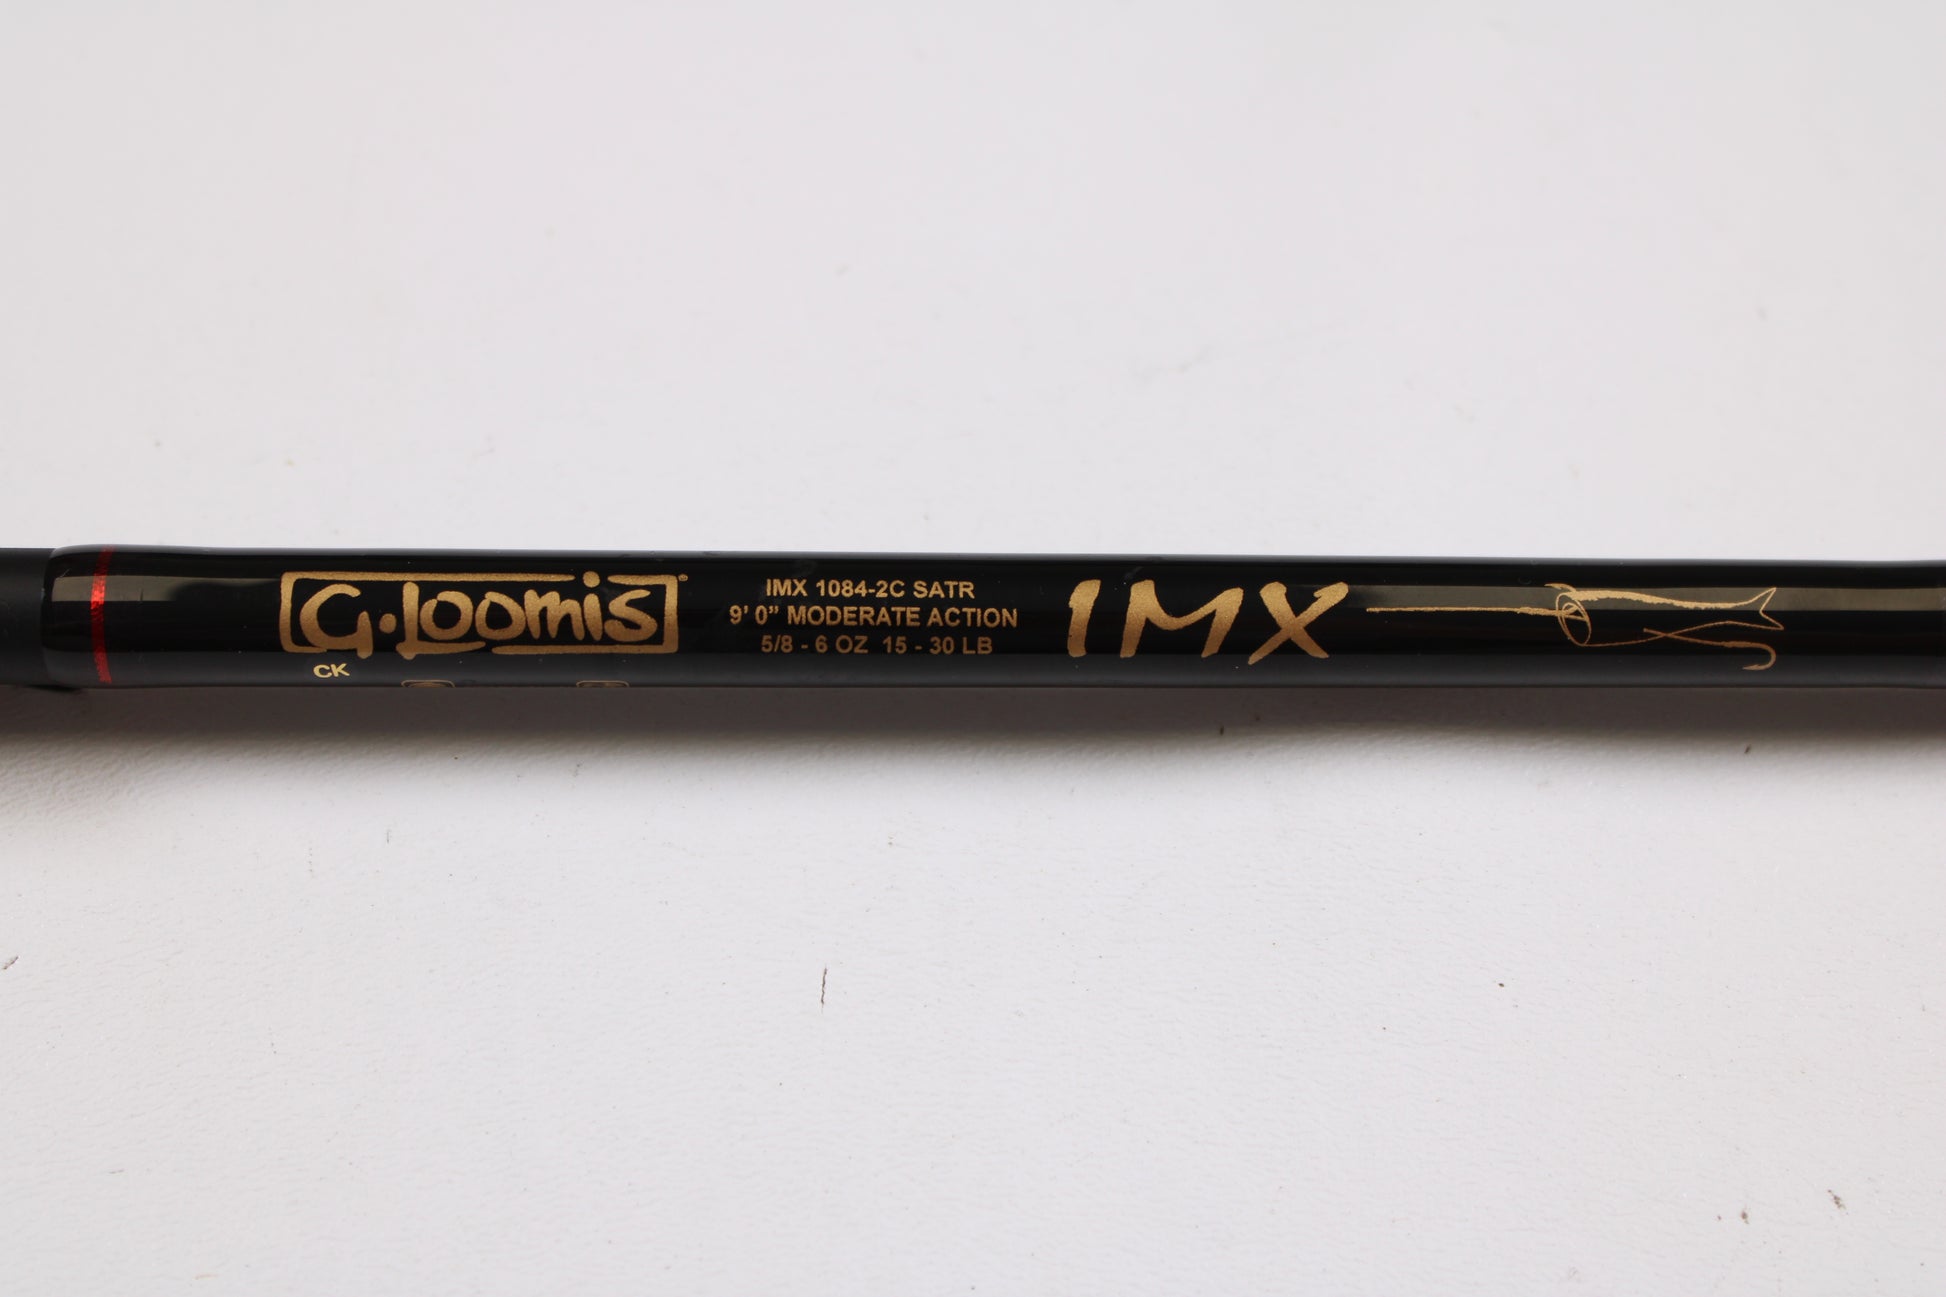 G.Loomis
CK
IMX 1084-2C SATR
9' 0” MODERATE ACTION
5/8 - 6 OZ 15 - 30 LB
IMX